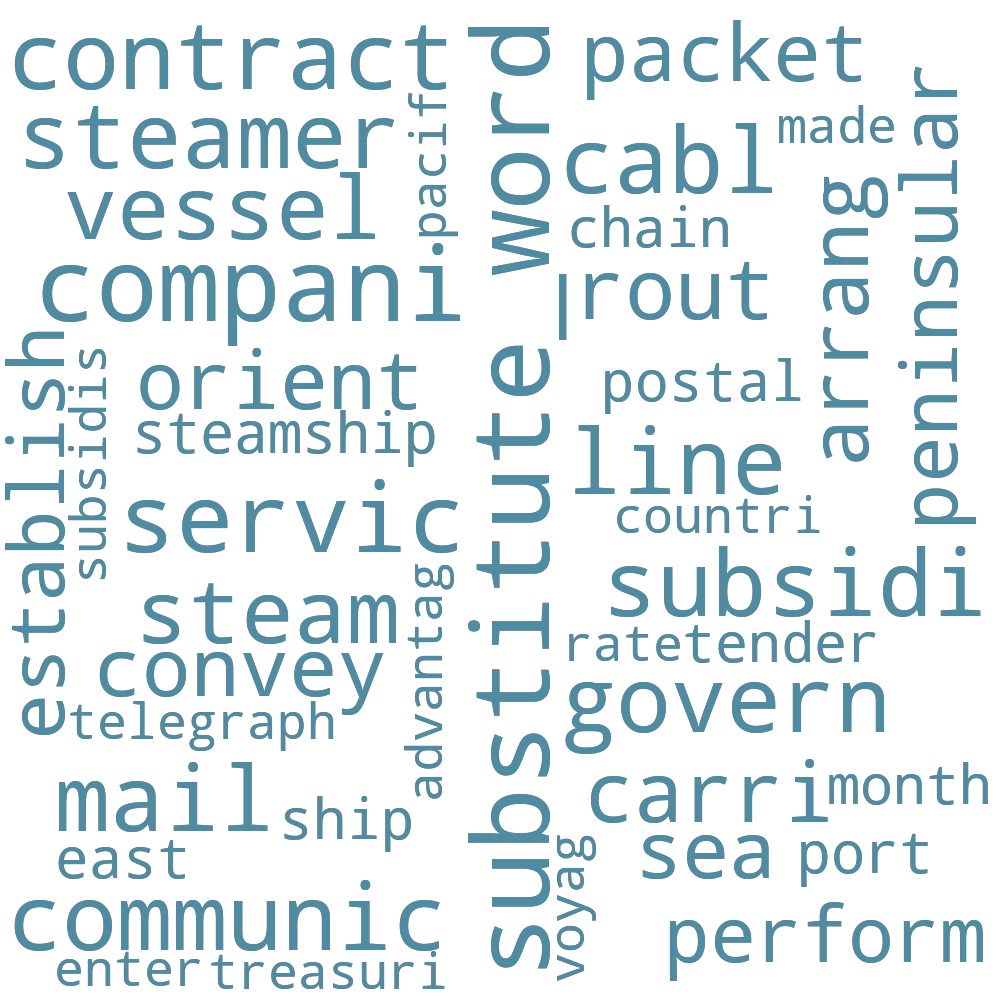 contract
packet
steamer
pacif
made
cabl
vessel
chain
compani
rout
arrang
peninsular
substitute word
establish
subsidis
orient
steamship
postal
line
servic
countri
steam
advantag
subsidi
rate
tender
convey
telegraph
govern
mail
ship
carri
month
east
voyag
sea
port
communic
perform
enter
treasuri